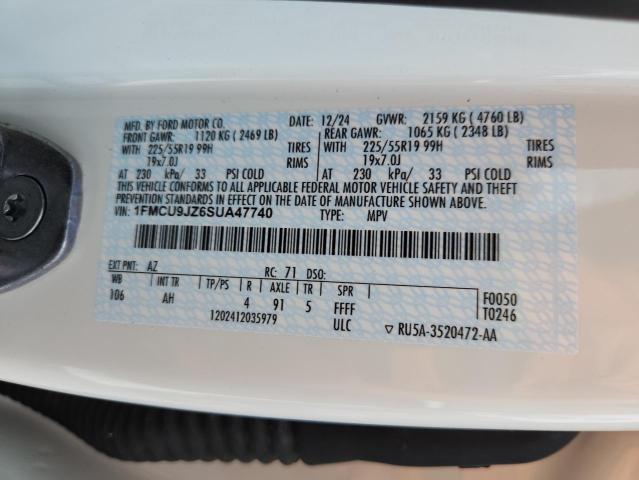 MFD. BY FORD MOTOR CO.
DATE: 12/24 GVWR: 2159 KG (4760 LB)
FRONT GAWR: 1120 KG (2469 LB) REAR GAWR: 1065 KG (2348 LB)
WITH 225/55R19 99H TIRES WITH 225/55R19 99H TIRES
19x7.0J RIMS 19x7.0J RIMS
AT 230 kPa/ 33 PSI COLD AT 230 kPa/ 33 PSI COLD
THIS VEHICLE CONFORMS TO ALL APPLICABLE FEDERAL MOTOR VEHICLE SAFETY AND THEFT
PREVENTION STANDARDS IN EFFECT ON THE DATE OF MANUFACTURE SHOWN ABOVE.
VIN: 1FMCU9JZ6SUA47740 TYPE: MPV
EXT PNT: AZ RC: 71 DSO:
WB INT TR TP/PS R AXLE TR SPR F0050
106 AH 4 91 5 FFFF T0246
1202412035979 ULC ▽ RU5A-3520472-AA